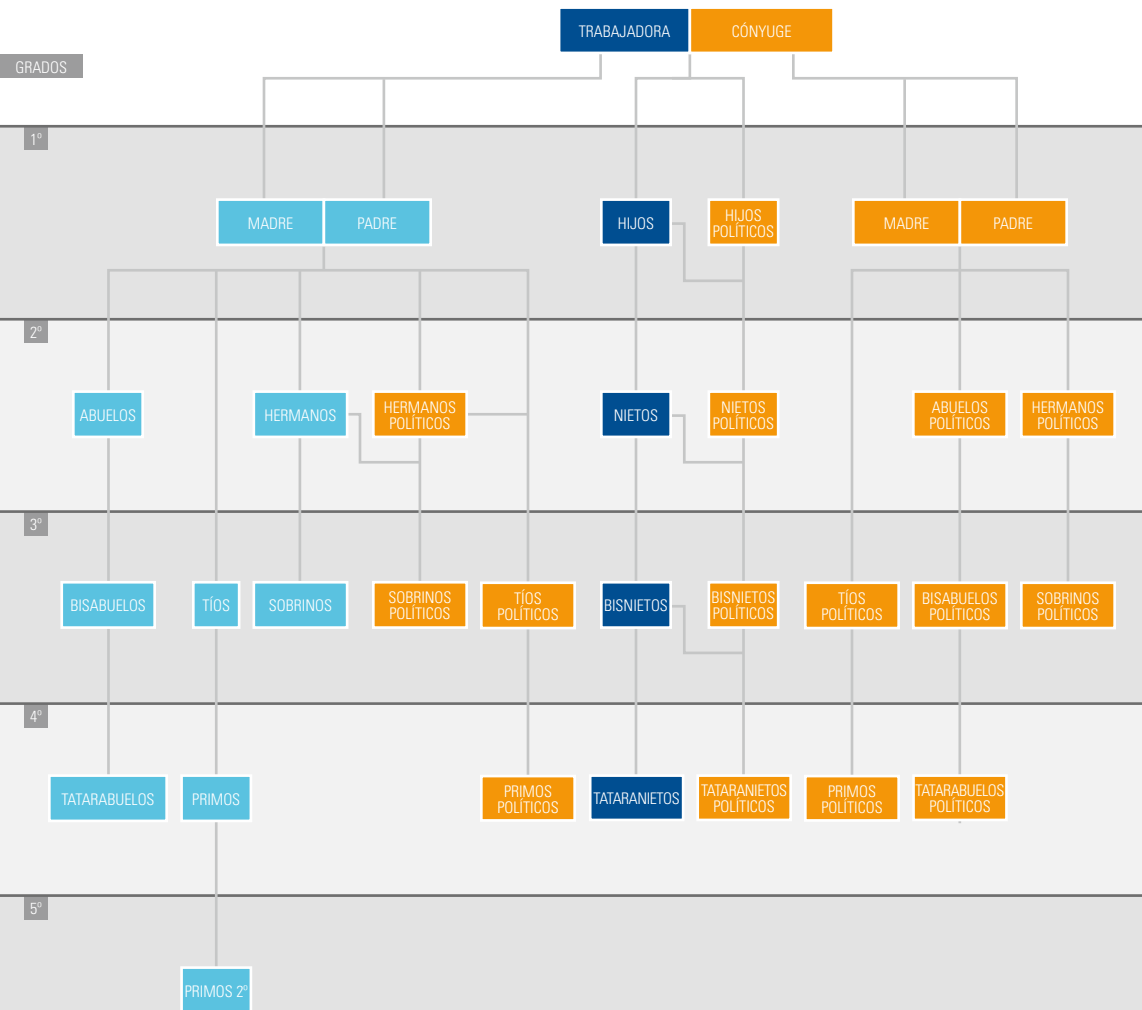 TRABAJADORA
CÓNYUGE
GRADOS
1º
MADRE
PADRE
HIJOS
HIJOS
POLÍTICOS
MADRE
PADRE
2º
ABUELOS
HERMANOS
HERMANOS
POLÍTICOS
NIETOS
NIETOS
POLÍTICOS
ABUELOS
POLÍTICOS
HERMANOS
POLÍTICOS
3º
BISABUELOS
TÍOS
SOBRINOS
SOBRINOS
POLÍTICOS
TÍOS
POLÍTICOS
BISNIETOS
BISNIETOS
POLÍTICOS
TÍOS
POLÍTICOS
BISABUELOS
POLÍTICOS
SOBRINOS
POLÍTICOS
4º
TATARABUELOS
PRIMOS
PRIMOS
POLÍTICOS
TATARANIETOS
TATARANIETOS
POLÍTICOS
PRIMOS
POLÍTICOS
TATARABUELOS
POLÍTICOS
5º
PRIMOS 2º